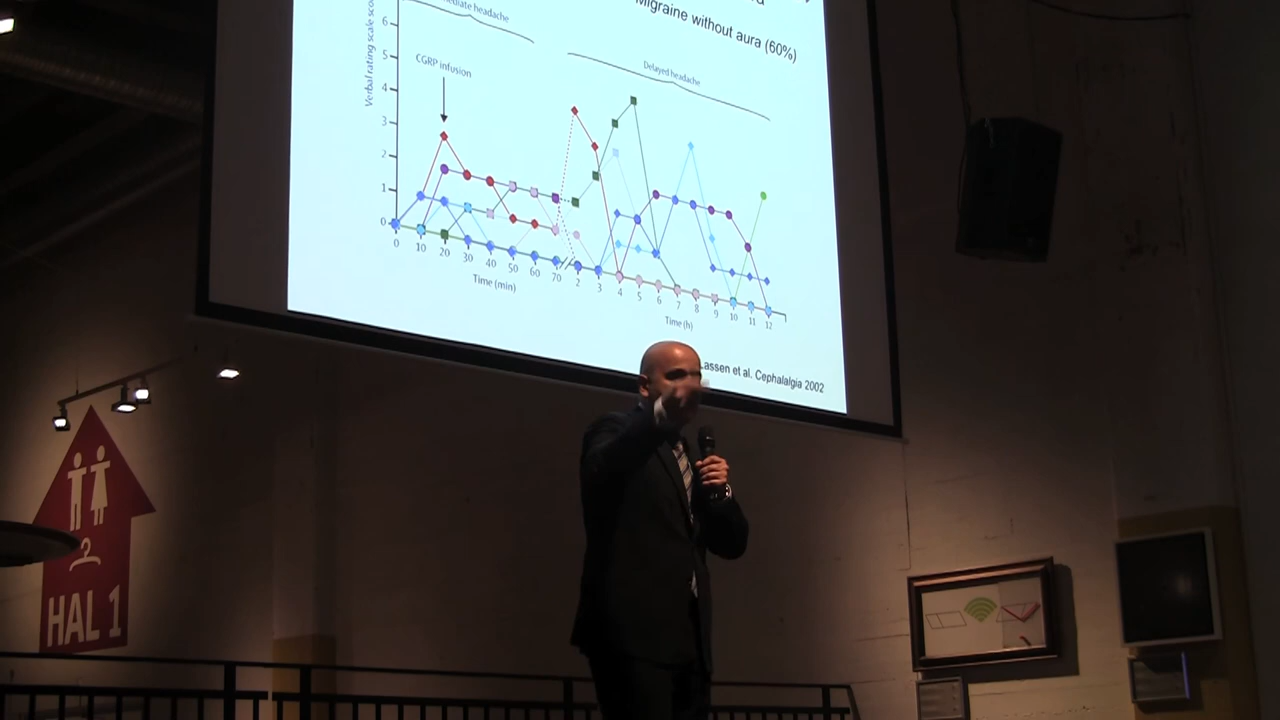 Migraine without aura (60%)
6
5
4
3
2
1
0
Verbal rating scale
headache
CGRP infusion
Delayed headache
0 10 20 30 40 50 60 70 2 3 4 5 6 7 8 9 10 11 12
Time (min)
Time (h)
Lassen et al. Cephalalgia 2002
HAL 1